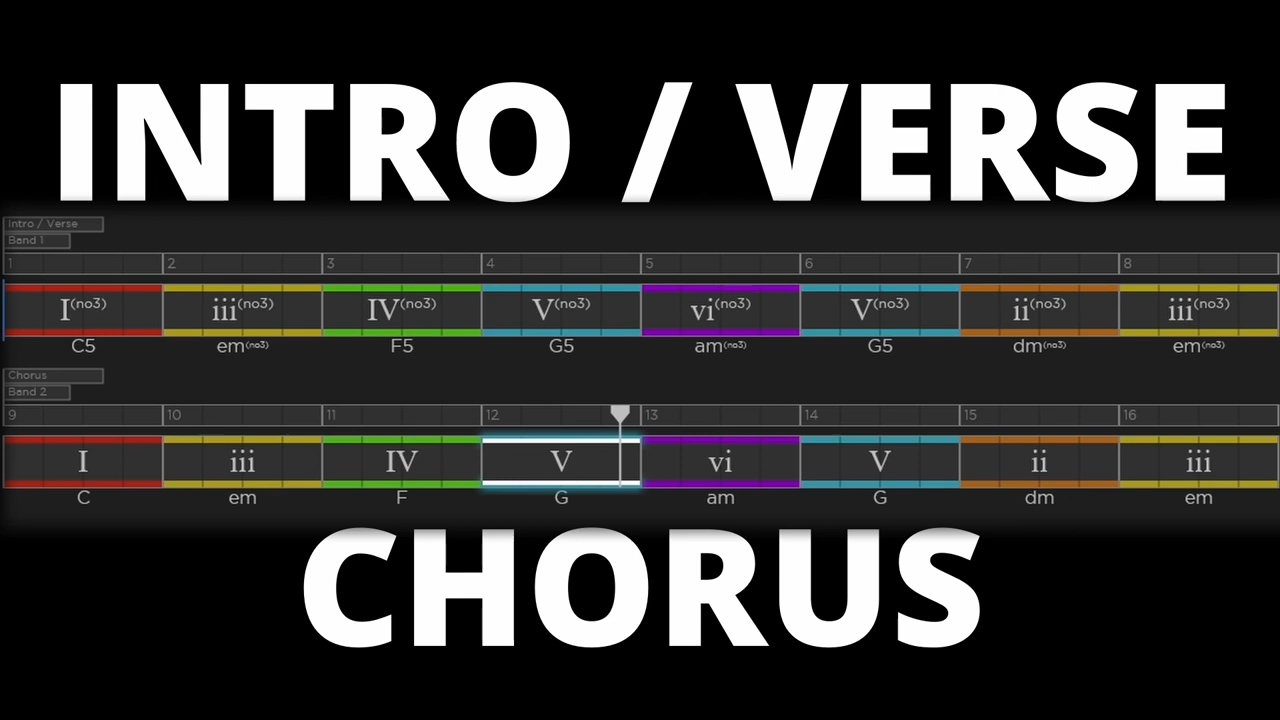 INTRO / VERSE
Intro / Verse
Band 1
1 2 3 4 5 6 7 8
I(no3) iii(no3) IV(no3) V(no3) vi(no3) V(no3) ii(no3) iii(no3)
C5 em(no3) F5 G5 am(no3) G5 dm(no3) em(no3)
Chorus
Band 2
9 10 11 12 13 14 15 16
I iii IV V vi V ii iii
C em F G am G dm em
CHORUS